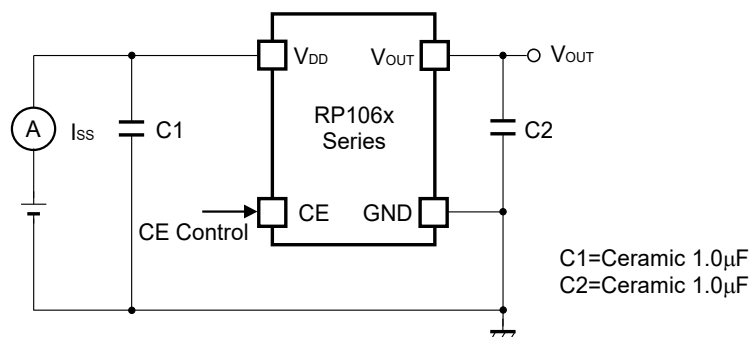 VDD
VOUT
VOUT
RP106x
Series
A
ISS
C1
C2
CE
GND
CE Control
C1=Ceramic 1.0μF
C2=Ceramic 1.0μF